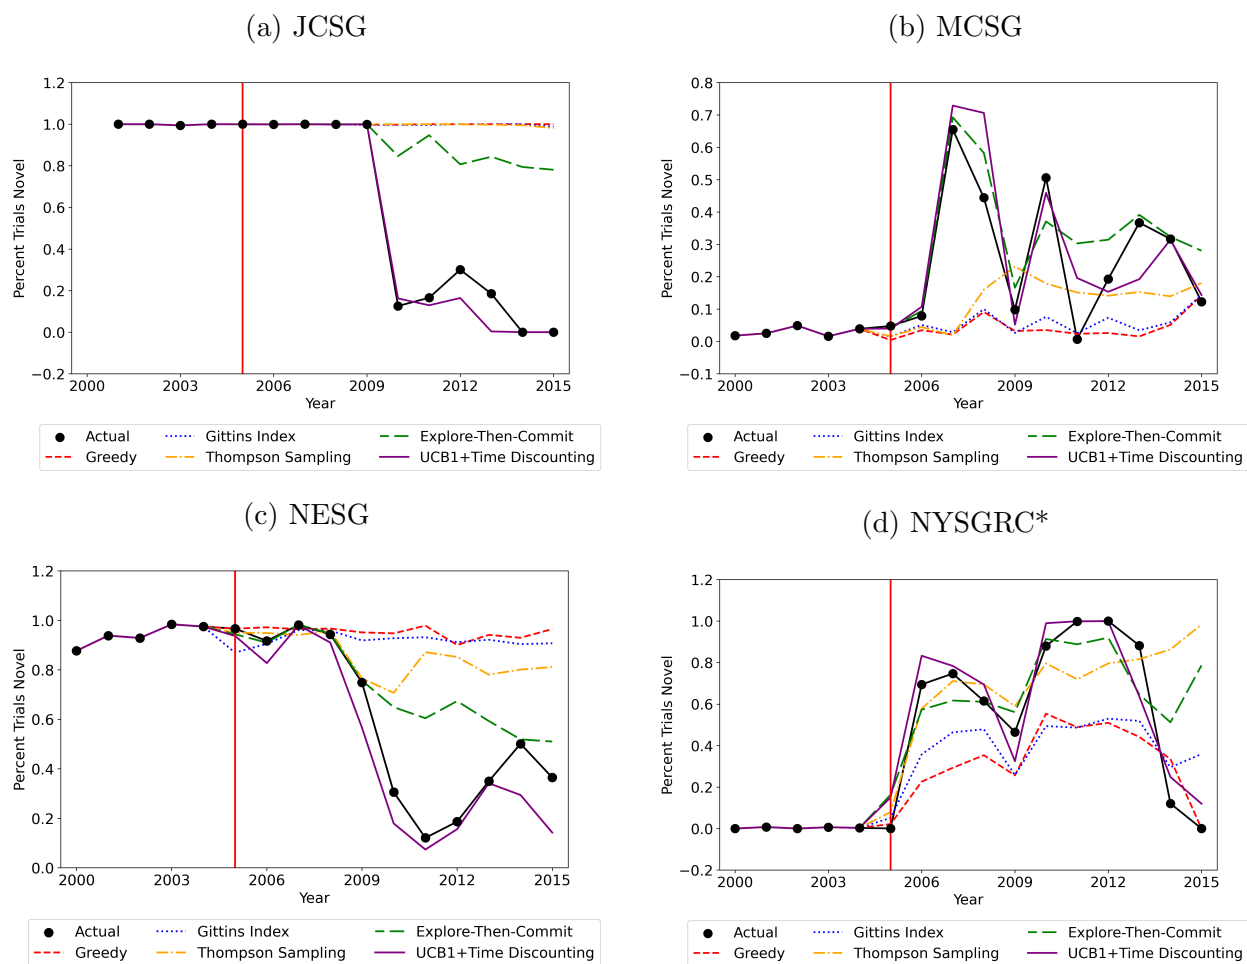 (a) JCSG
1.2
1.0
0.8
0.6
0.4
0.2
0.0
−0.2
Percent Trials Novel
2000 2003 2006 2009 2012 2015
Year
Actual Gittins Index Explore-Then-Commit
Greedy Thompson Sampling UCB1+Time Discounting
(b) MCSG
0.8
0.7
0.6
0.5
0.4
0.3
0.2
0.1
0.0
−0.1
Percent Trials Novel
2000 2003 2006 2009 2012 2015
Year
Actual Gittins Index Explore-Then-Commit
Greedy Thompson Sampling UCB1+Time Discounting
(c) NESG
1.2
1.0
0.8
0.6
0.4
0.2
0.0
Percent Trials Novel
2000 2003 2006 2009 2012 2015
Year
Actual Gittins Index Explore-Then-Commit
Greedy Thompson Sampling UCB1+Time Discounting
(d) NYSGRC*
1.2
1.0
0.8
0.6
0.4
0.2
0.0
−0.2
Percent Trials Novel
2000 2003 2006 2009 2012 2015
Year
Actual Gittins Index Explore-Then-Commit
Greedy Thompson Sampling UCB1+Time Discounting